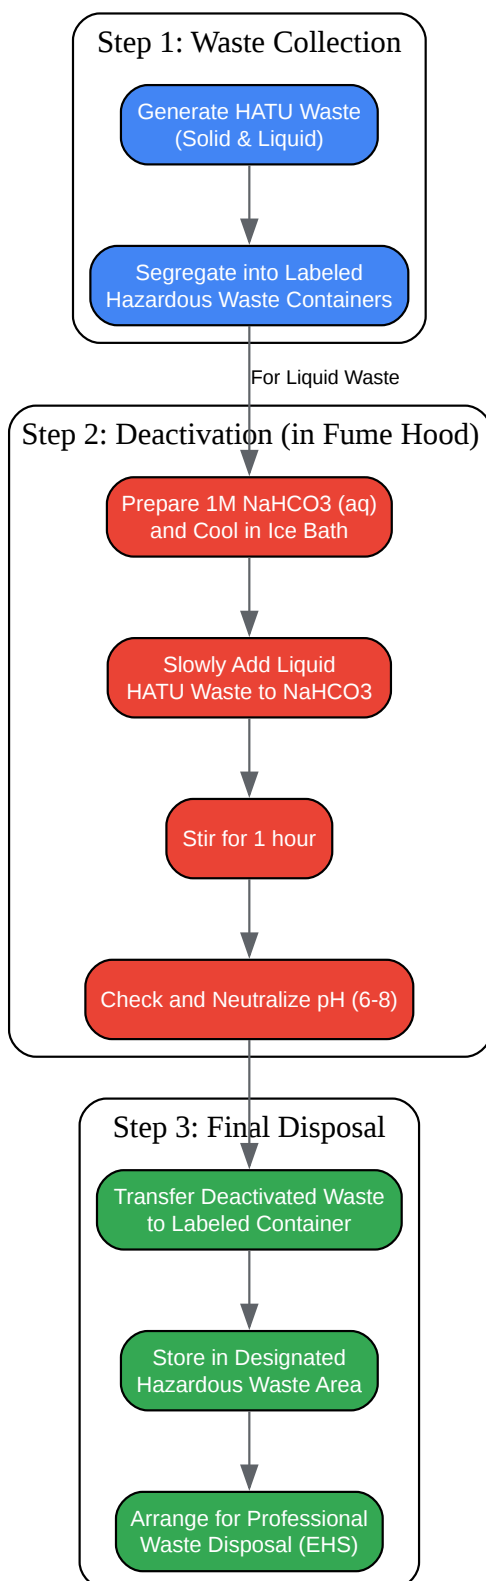 Step 1: Waste Collection
Generate HATU Waste
(Solid & Liquid)
Segregate into Labeled
Hazardous Waste Containers
For Liquid Waste
Step 2: Deactivation (in Fume Hood)
Prepare 1M NaHCO3 (aq)
and Cool in Ice Bath
Slowly Add Liquid
HATU Waste to NaHCO3
Stir for 1 hour
Check and Neutralize pH (6-8)
Step 3: Final Disposal
Transfer Deactivated Waste
to Labeled Container
Store in Designated
Hazardous Waste Area
Arrange for Professional
Waste Disposal (EHS)